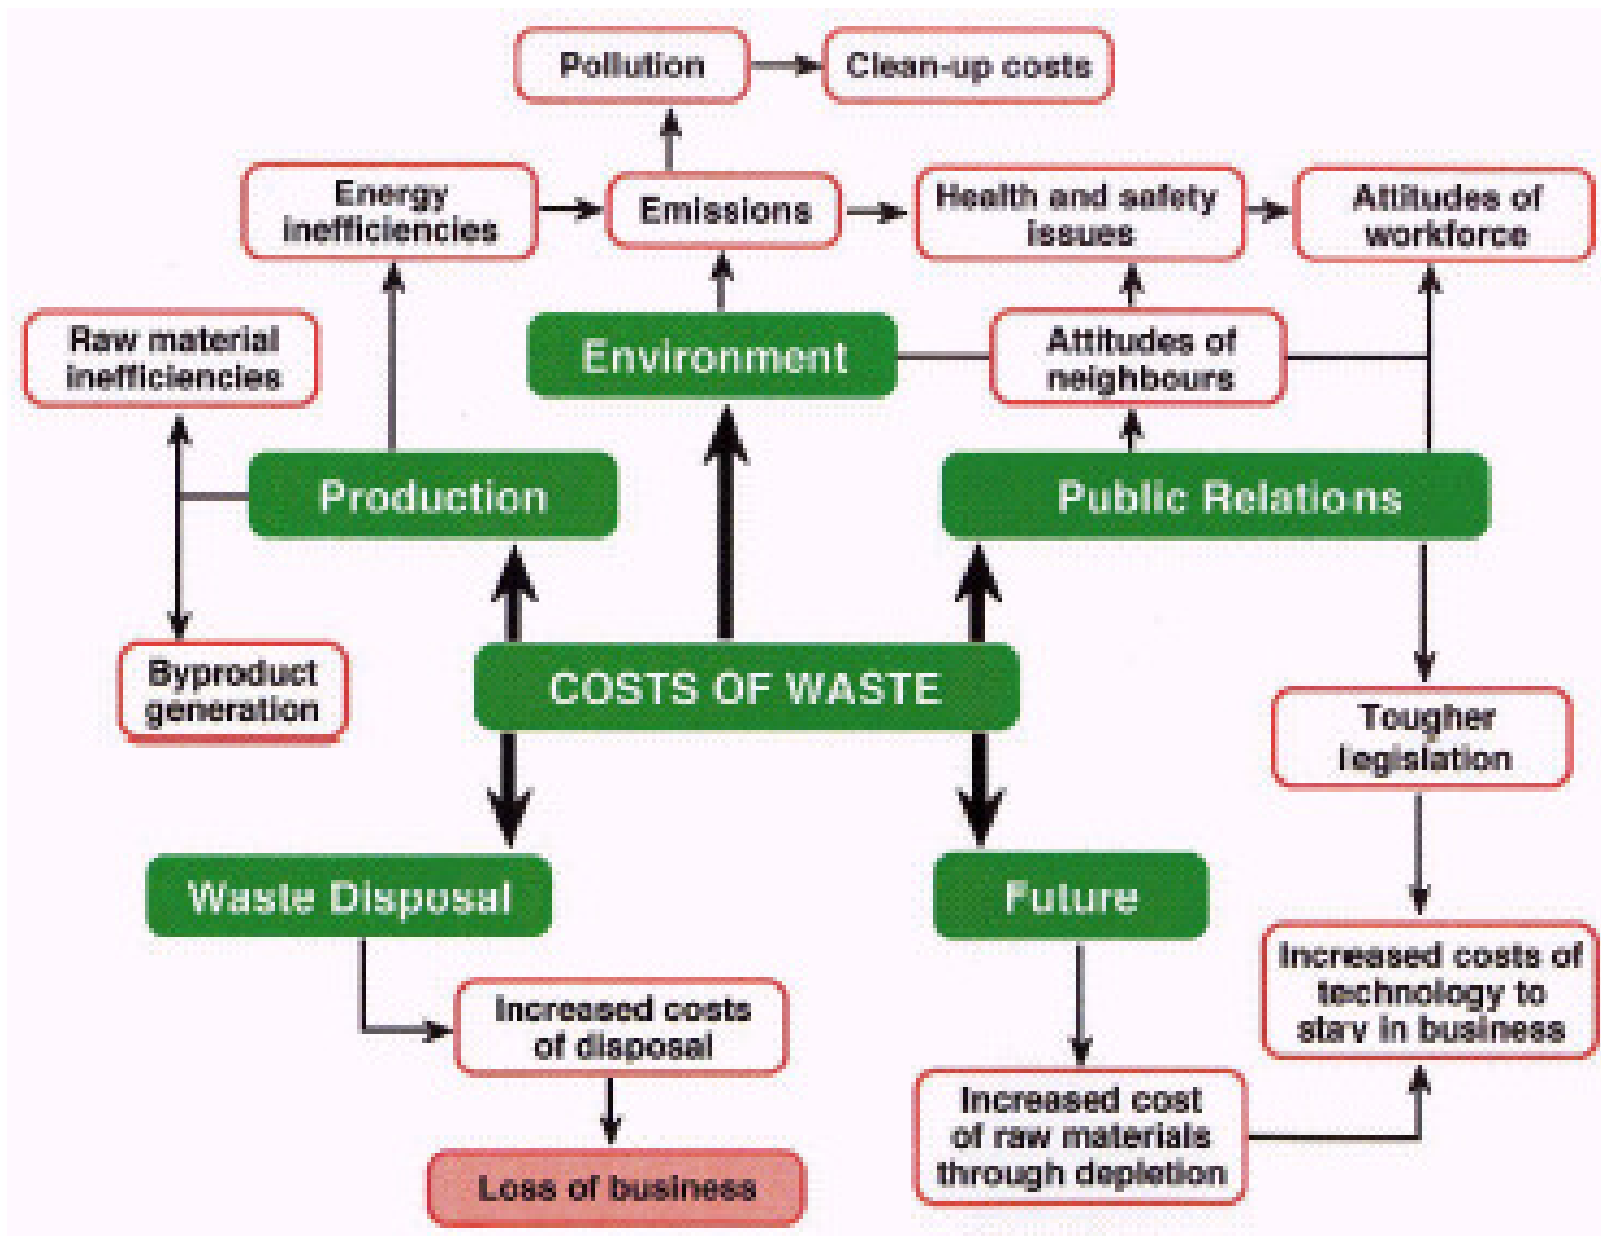 Pollution
Clean-up costs
Energy
inefficiencies
Emissions
Health and safety
issues
Attitudes of
workforce
Raw material
inefficiencies
Environment
Attitudes of
neighbours
Production
Public Relations
Byproduct
generation
COSTS OF WASTE
Tougher
legislation
Waste Disposal
Future
Increased costs
of disposal
Increased costs of
technology to
stay in business
Increased cost
of raw materials
through depletion
Loss of business